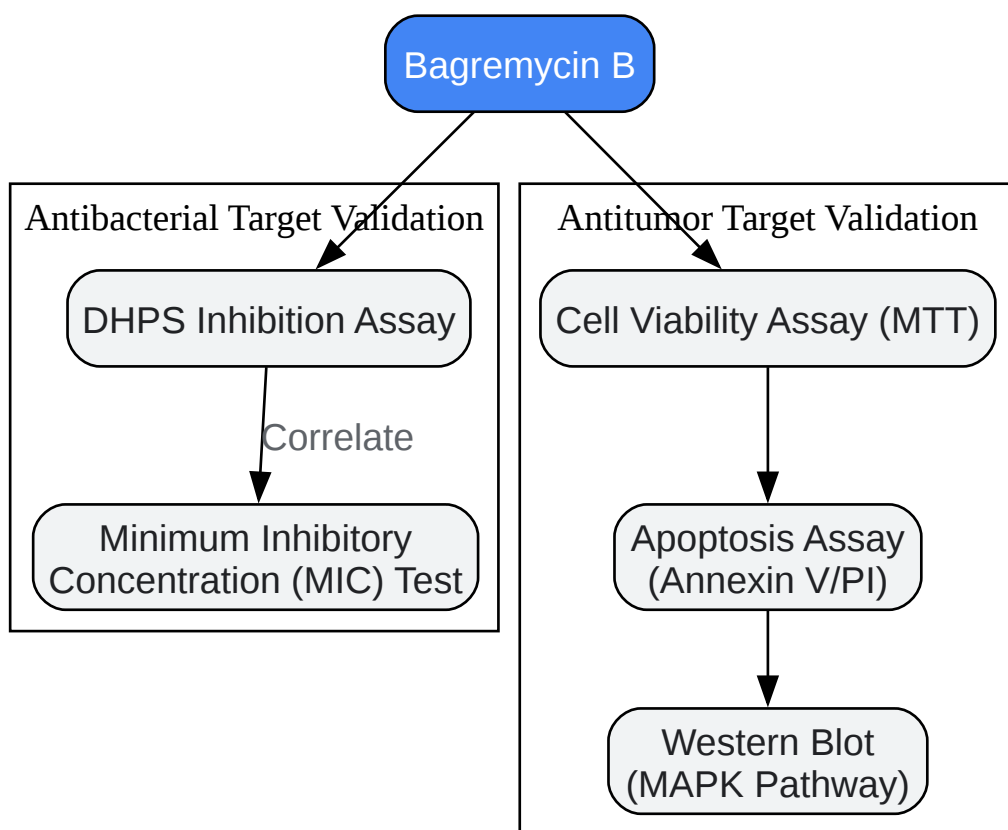 Bagremycin B
Antibacterial Target Validation
DHPS Inhibition Assay
Correlate
Minimum Inhibitory
Concentration (MIC) Test
Antitumor Target Validation
Cell Viability Assay (MTT)
Apoptosis Assay
(Annexin V/PI)
Western Blot
(MAPK Pathway)